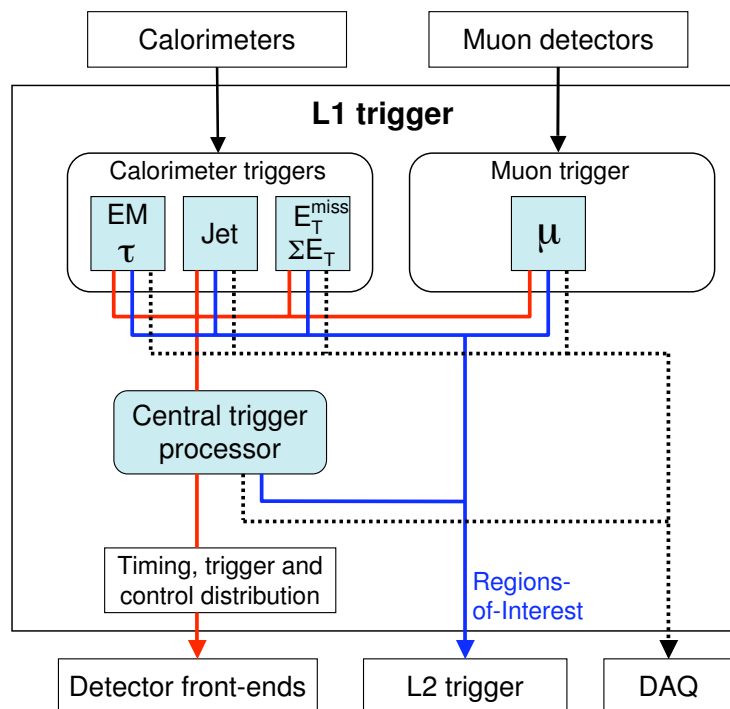 Calorimeters
Muon detectors
L1 trigger
Calorimeter triggers
Muon trigger
EM
τ
Jet
E_T^miss
ΣE_T
μ
Central trigger
processor
Timing, trigger and
control distribution
Regions-
of-Interest
Detector front-ends
L2 trigger
DAQ